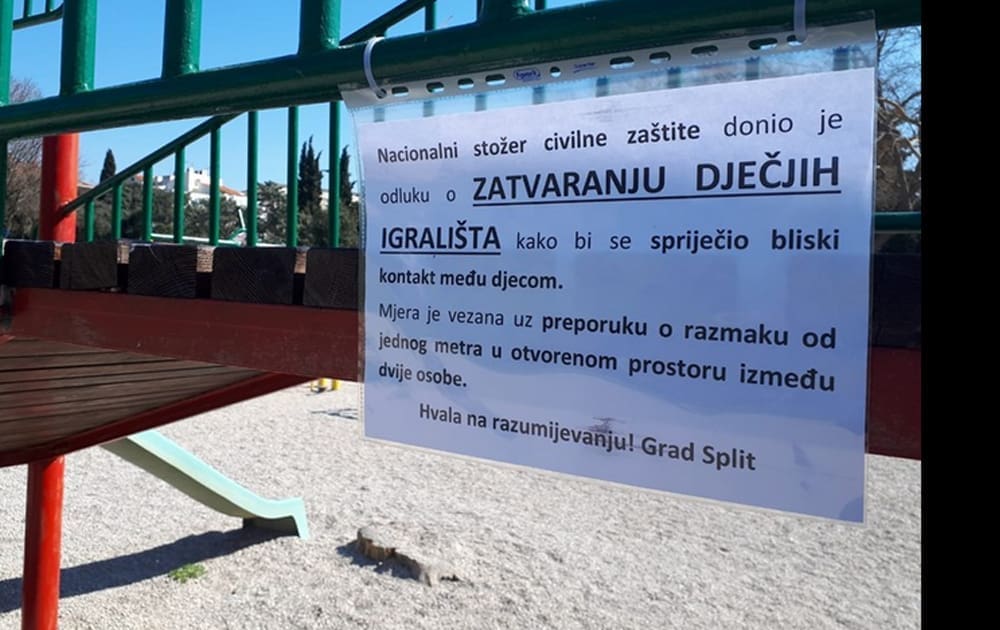 Nacionalni stožer civilne zaštite donio je
odluku o ZATVARANJU DJEČJIH
IGRALIŠTA kako bi se spriječio bliski
kontakt među djecom.
Mjera je vezana uz preporuku o razmaku od
jednog metra u otvorenom prostoru između
dvije osobe.
Hvala na razumijevanju! Grad Split